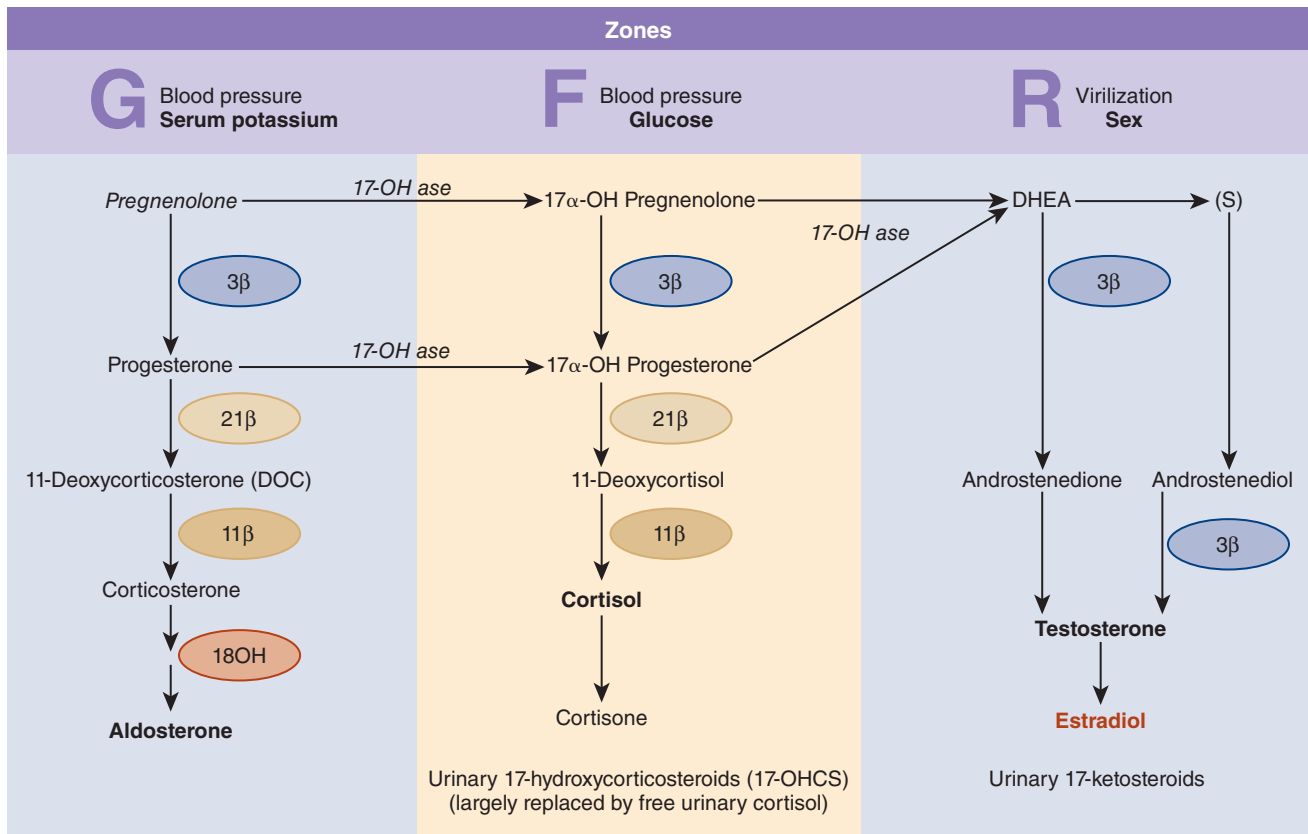 Zones
G Blood pressure
Serum potassium
F Blood pressure
Glucose
R Virilization
Sex
Pregnenolone
17-OH ase
17α-OH Pregnenolone
DHEA
(S)
17-OH ase
3β
3β
3β
Progesterone
17-OH ase
17α-OH Progesterone
21β
21β
11-Deoxycorticosterone (DOC)
11-Deoxycortisol
Androstenedione
Androstenediol
11β
11β
3β
Corticosterone
Cortisol
Testosterone
18OH
Aldosterone
Cortisone
Estradiol
Urinary 17-hydroxycorticosteroids (17-OHCS)
(largely replaced by free urinary cortisol)
Urinary 17-ketosteroids